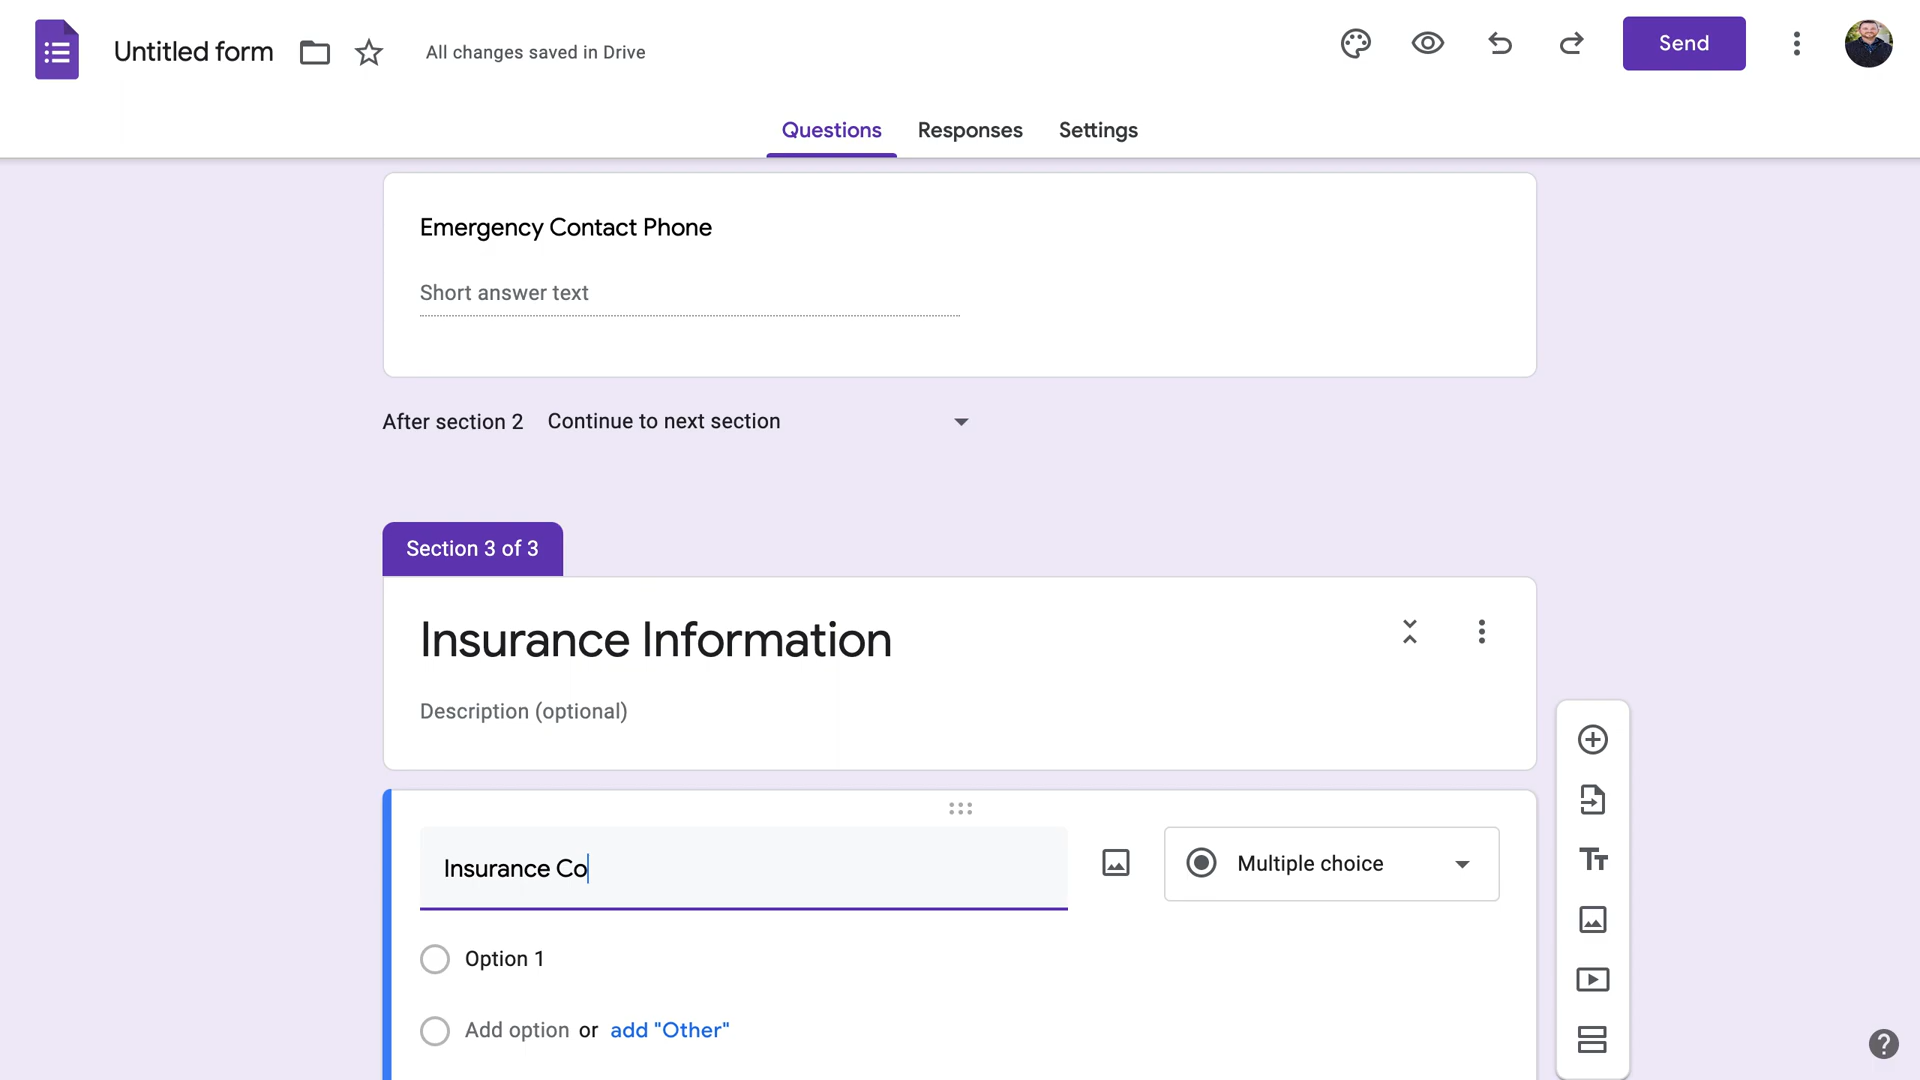 Untitled form
All changes saved in Drive
Send
Questions
Responses
Settings
Emergency Contact Phone
Short answer text
After section 2
Continue to next section
Section 3 of 3
Insurance Information
Description (optional)
Insurance Co
Multiple choice
Option 1
Add option or add "Other"
Tт
?